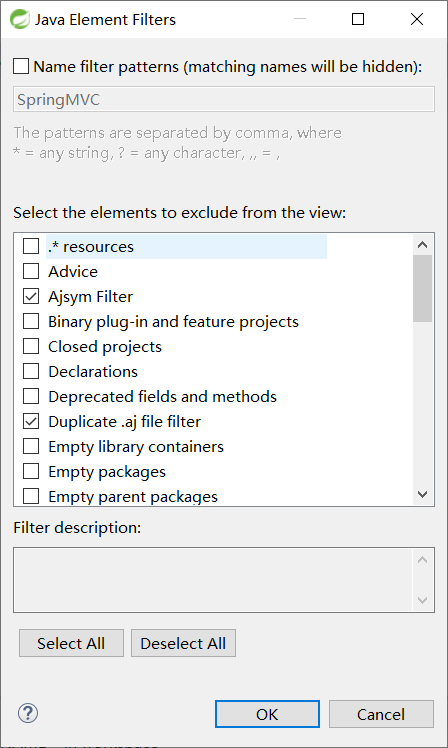 Java Element Filters
Name filter patterns (matching names will be hidden):
SpringMVC
The patterns are separated by comma, where
* = any string, ? = any character, ,, = ,
Select the elements to exclude from the view:
.* resources
Advice
Ajsym Filter
Binary plug-in and feature projects
Closed projects
Declarations
Deprecated fields and methods
Duplicate .aj file filter
Empty library containers
Empty packages
Empty parent packages
Filter description:
Select All
Deselect All
OK
Cancel